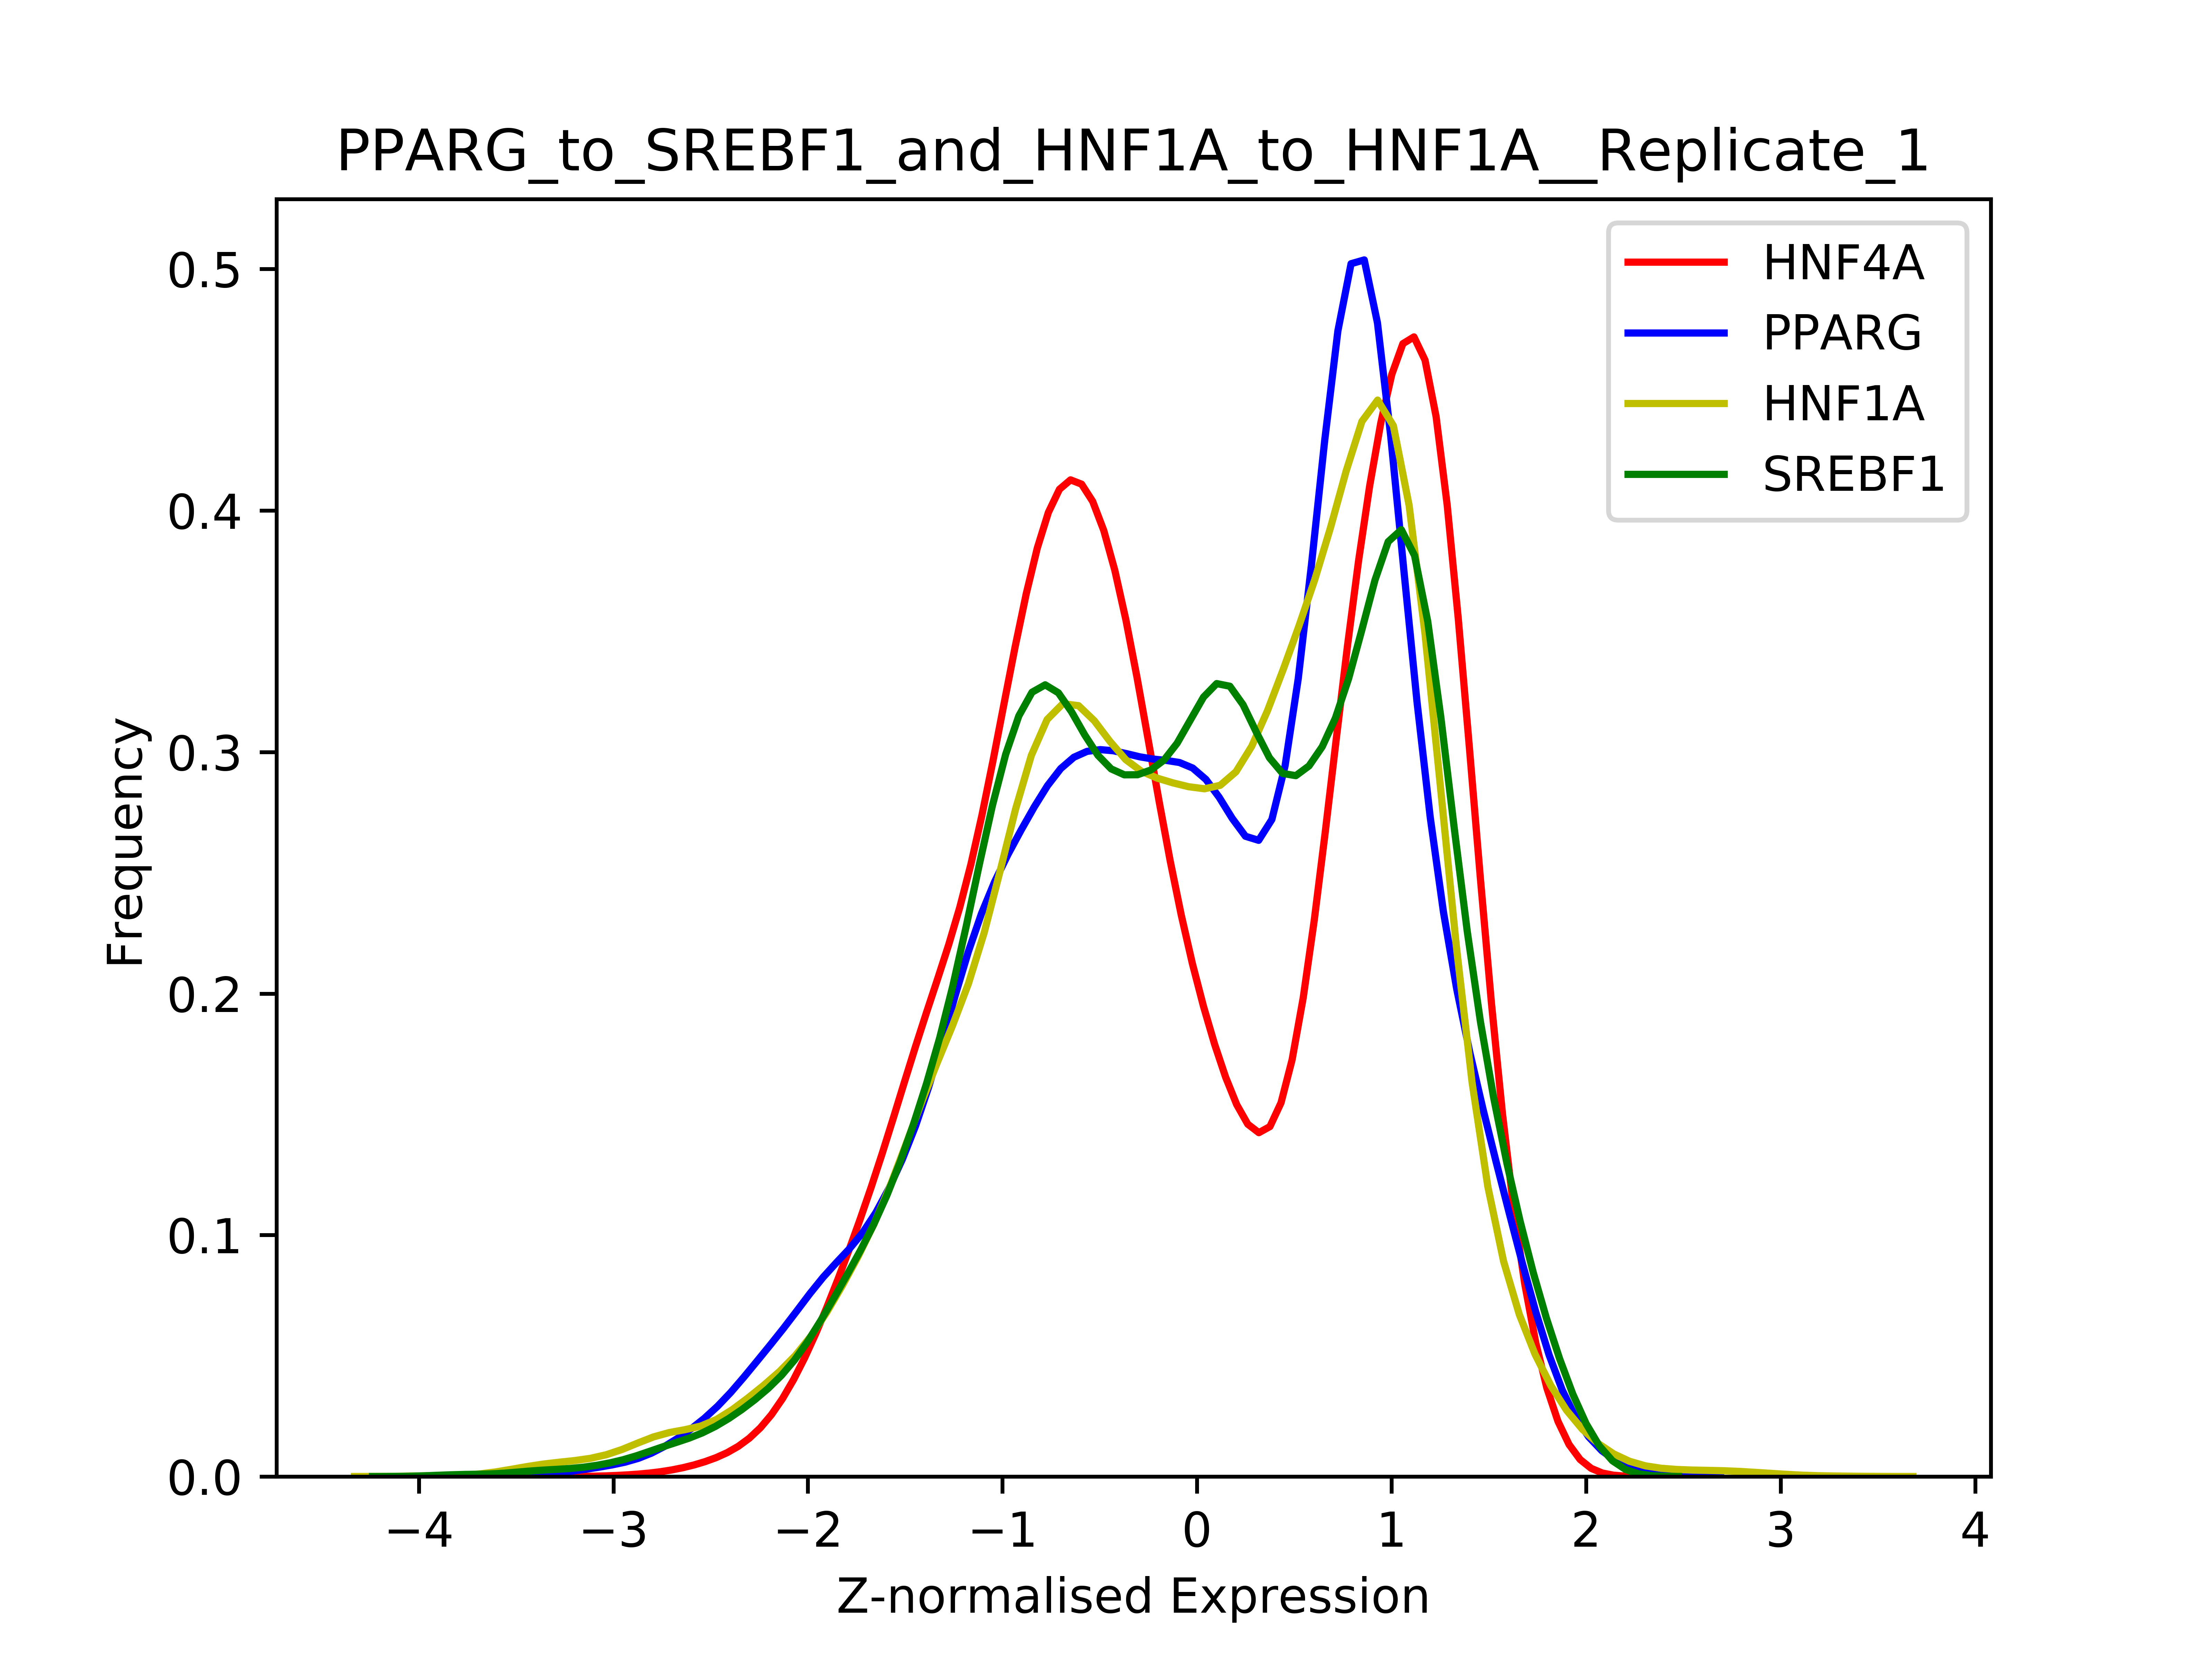 PPARG_to_SREBF1_and_HNF1A_to_HNF1A__Replicate_1
HNF4A
PPARG
HNF1A
SREBF1
Frequency
0.5
0.4
0.3
0.2
0.1
0.0
−4 −3 −2 −1 0 1 2 3 4
Z-normalised Expression